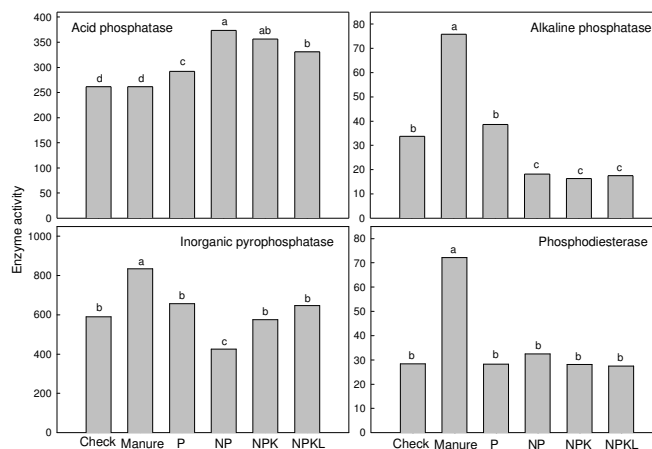 Acid phosphatase
400
350
300
250
200
150
100
50
0
d
d
c
a
ab
b
Alkaline phosphatase
80
70
60
50
40
30
20
10
0
b
a
b
c
c
c
Enzyme activity
Inorganic pyrophosphatase
1000
800
600
400
200
0
b
a
b
c
b
b
Check Manure P NP NPK NPKL
Phosphodiesterase
80
70
60
50
40
30
20
10
0
b
a
b
b
b
b
Check Manure P NP NPK NPKL